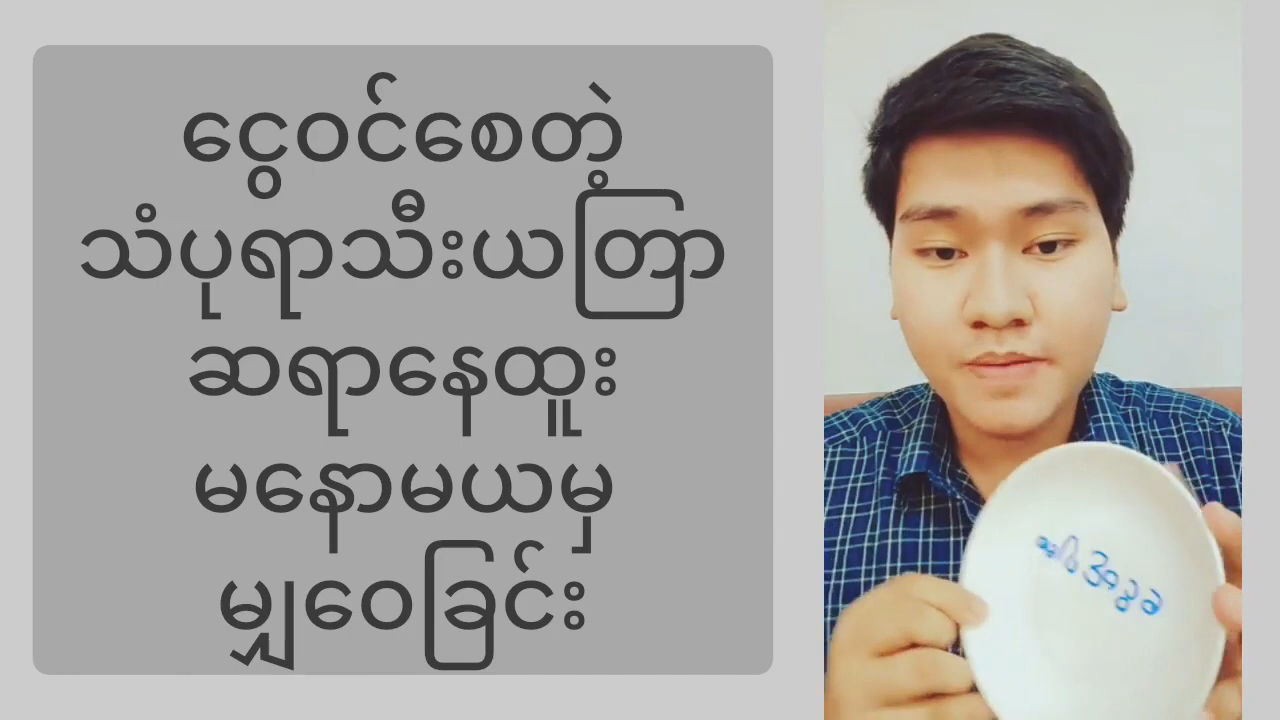 ငွေဝင်စေတဲ့
သံပုရာသီးယတြာ
ဆရာနေထူး
မနောမယမှ
မျှဝေခြင်း